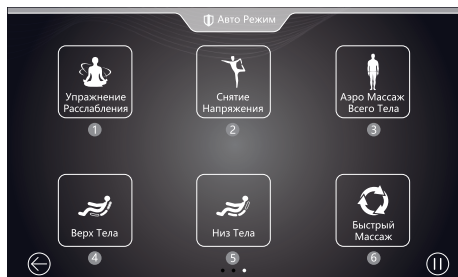 Авто Режим
Упражнение
Расслабления
Снятие
Напряжения
Аэро Массаж
Всего Тела
1
2
3
Верх Тела
Низ Тела
Быстрый
Массаж
4
5
6